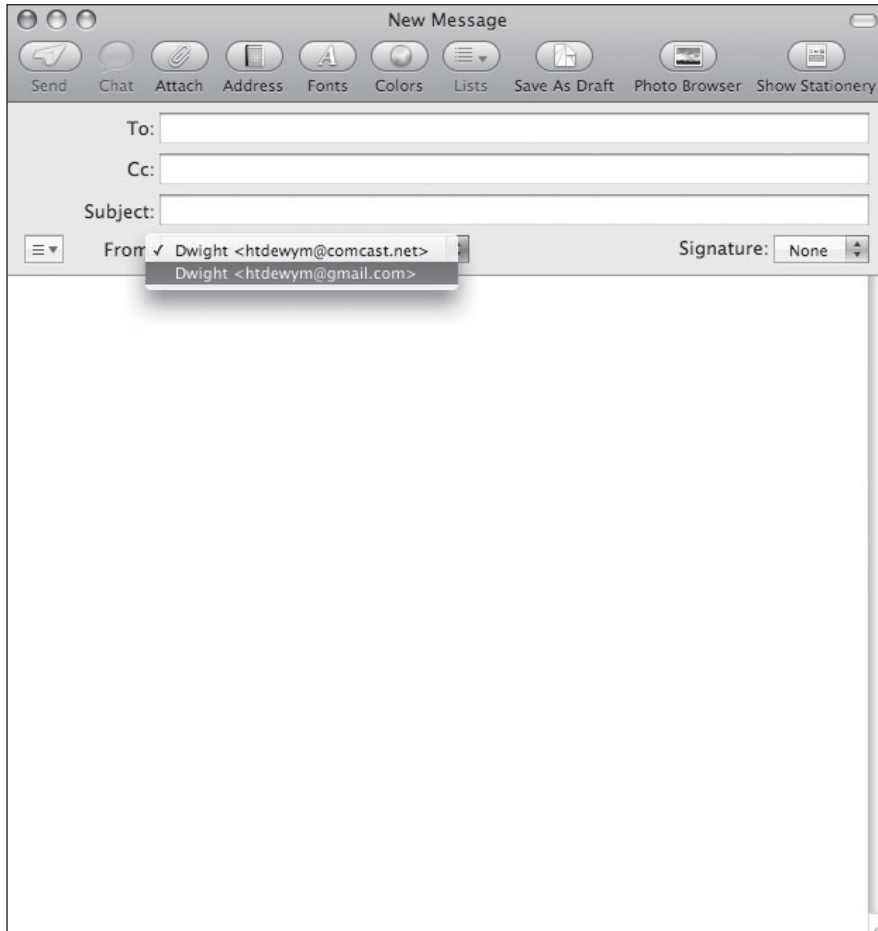 New Message
Send Chat Attach Address Fonts Colors Lists Save As Draft Photo Browser Show Stationery
To:
Cc:
Subject:
From ✓ Dwight <htdewym@comcast.net> Signature: None
Dwight <htdewym@gmail.com>